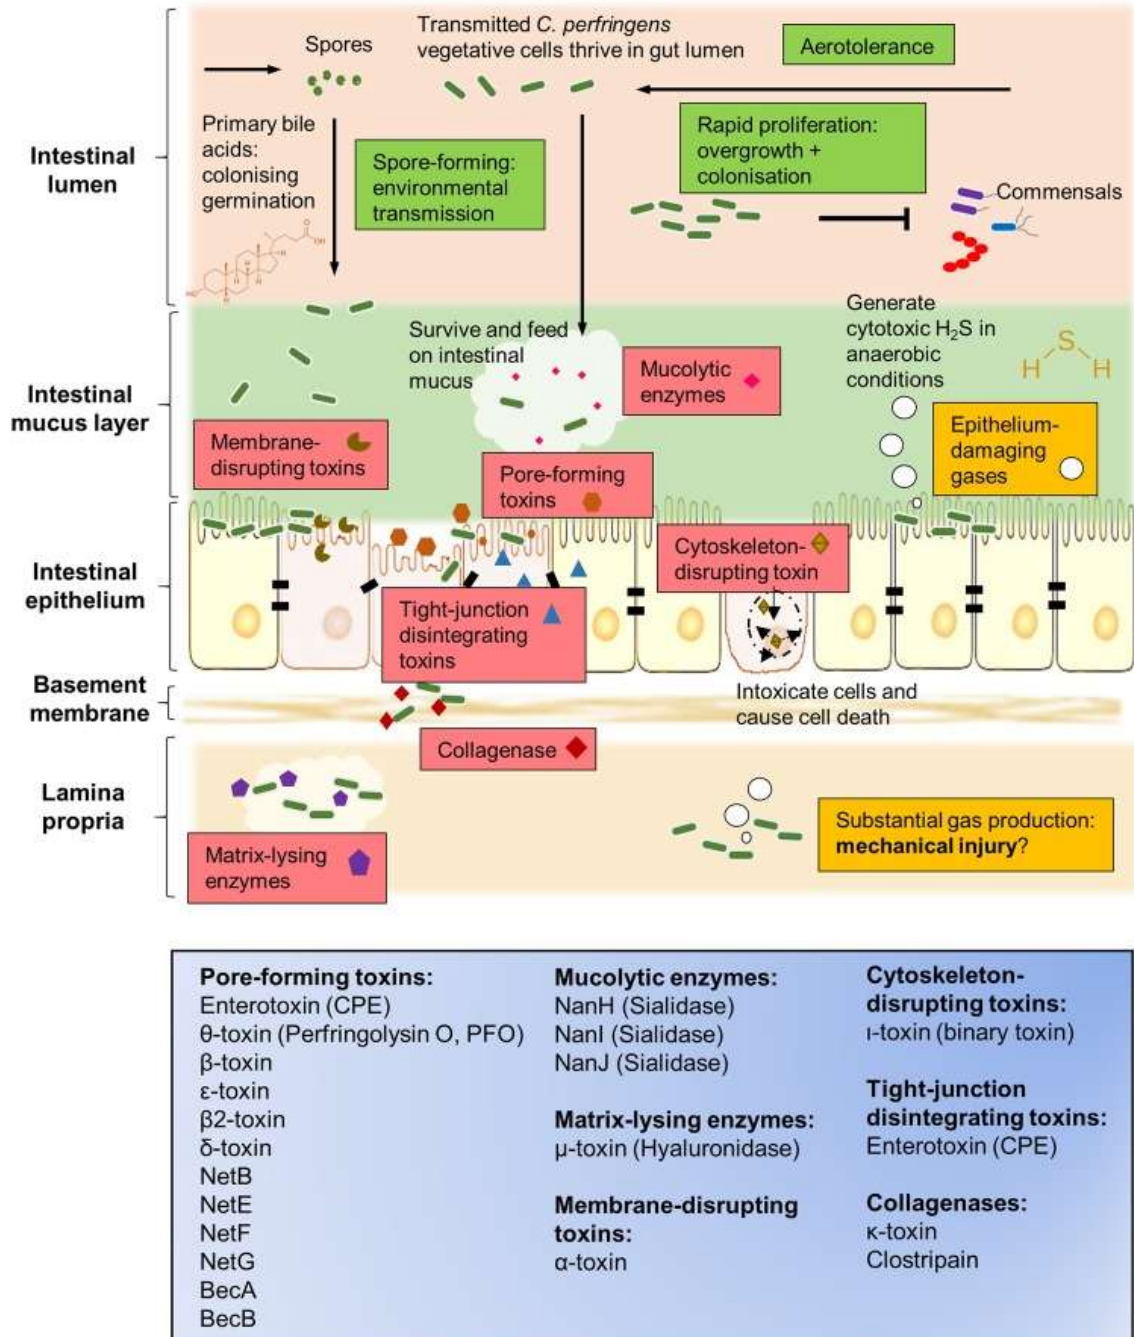 Spores
Transmitted C. perfringens
vegetative cells thrive in gut lumen
Aerotolerance
Primary bile
acids:
colonising
germination
Spore-forming:
environmental
transmission
Rapid proliferation:
overgrowth +
colonisation
Commensals
Intestinal
lumen
OH
HO
H
H
H
H
Survive and feed
on intestinal
mucus
Mucolytic
enzymes
Generate
cytotoxic H₂S in
anaerobic
conditions
S
H H
Intestinal
mucus layer
Membrane-
disrupting toxins
Pore-forming
toxins
Epithelium-
damaging
gases
Intestinal
epithelium
Cytoskeleton-
disrupting toxin
Tight-junction
disintegrating
toxins
Basement
membrane
Intoxicate cells and
cause cell death
Collagenase
Lamina
propria
Matrix-lysing
enzymes
Substantial gas production:
mechanical injury?
Pore-forming toxins:
Enterotoxin (CPE)
θ-toxin (Perfringolysin O, PFO)
β-toxin
ε-toxin
β2-toxin
δ-toxin
NetB
NetE
NetF
NetG
BecA
BecB
Mucolytic enzymes:
NanH (Sialidase)
NanI (Sialidase)
NanJ (Sialidase)
Matrix-lysing enzymes:
μ-toxin (Hyaluronidase)
Membrane-disrupting
toxins:
α-toxin
Cytoskeleton-
disrupting toxins:
ι-toxin (binary toxin)
Tight-junction
disintegrating toxins:
Enterotoxin (CPE)
Collagenases:
κ-toxin
Clostripain